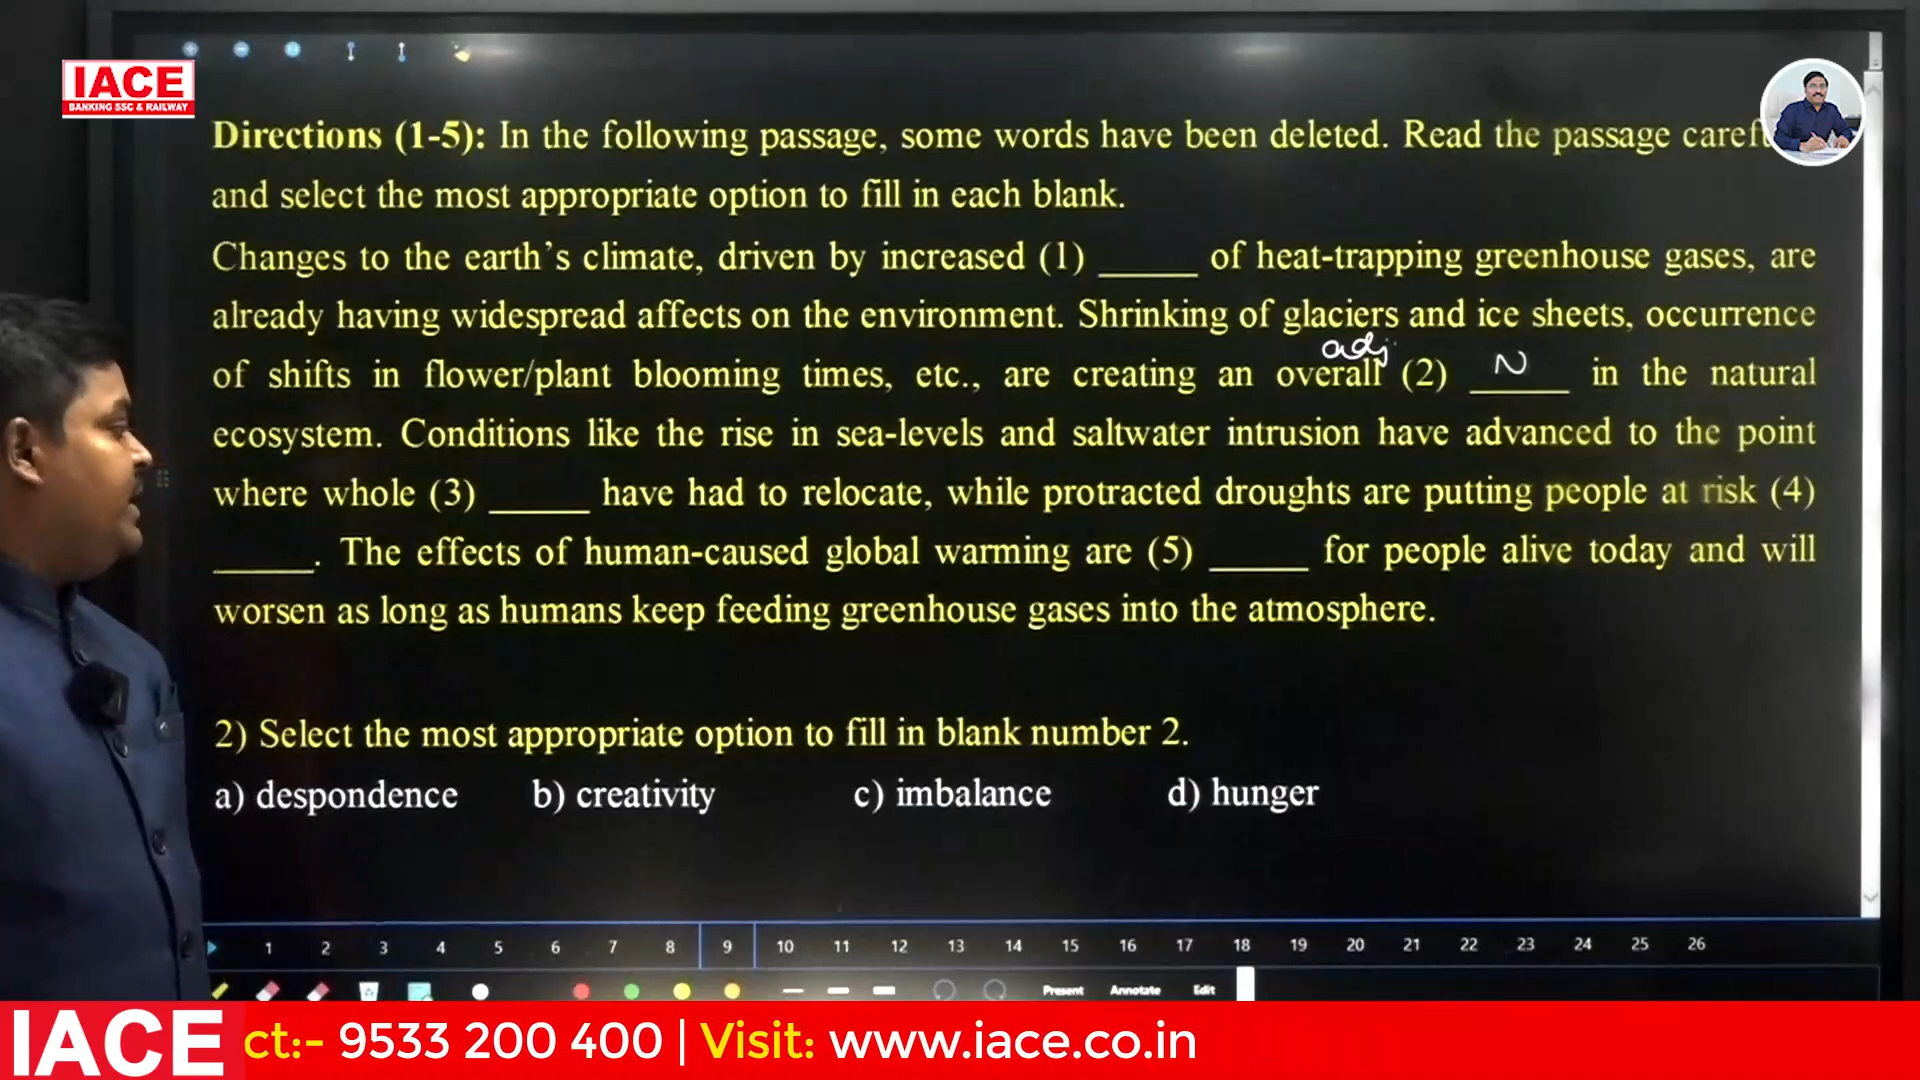 IACE
BANKING SSC & RAILWAY
Directions (1-5): In the following passage, some words have been deleted. Read the passage caref
and select the most appropriate option to fill in each blank.
Changes to the earth's climate, driven by increased (1) _____ of heat-trapping greenhouse gases, are
already having widespread affects on the environment. Shrinking of glaciers and ice sheets, occurrence
adj N
of shifts in flower/plant blooming times, etc., are creating an overall (2) _____ in the natural
ecosystem. Conditions like the rise in sea-levels and saltwater intrusion have advanced to the point
where whole (3) _____ have had to relocate, while protracted droughts are putting people at risk (4)
_____. The effects of human-caused global warming are (5) _____ for people alive today and will
worsen as long as humans keep feeding greenhouse gases into the atmosphere.
2) Select the most appropriate option to fill in blank number 2.
a) despondence b) creativity c) imbalance d) hunger
1 2 3 4 5 6 7 8 9 10 11 12 13 14 15 16 17 18 19 20 21 22 23 24 25 26
Present Annotate Edit
IACE ct:- 9533 200 400 | Visit: www.iace.co.in